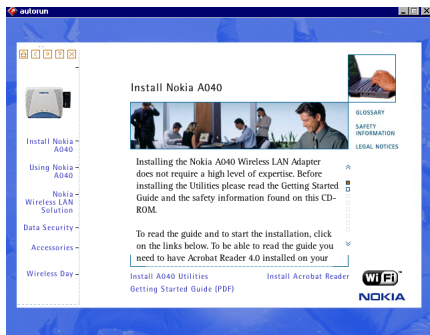 autorun
Install Nokia A040
GLOSSARY
SAFETY
INFORMATION
LEGAL NOTICES
Install Nokia
A040
Using Nokia
A040
Nokia
Wireless LAN
Solution
Data Security
Accessories
Wireless Day
Installing the Nokia A040 Wireless LAN Adapter
does not require a high level of expertise. Before
installing the Utilities please read the Getting Started
Guide and the safety information found on this CD-
ROM.
To read the guide and to start the installation, click
on the links below. To be able to read the guide you
need to have Acrobat Reader 4.0 installed on your
Install A040 Utilities
Install Acrobat Reader
Getting Started Guide (PDF)
Wi Fi
NOKIA